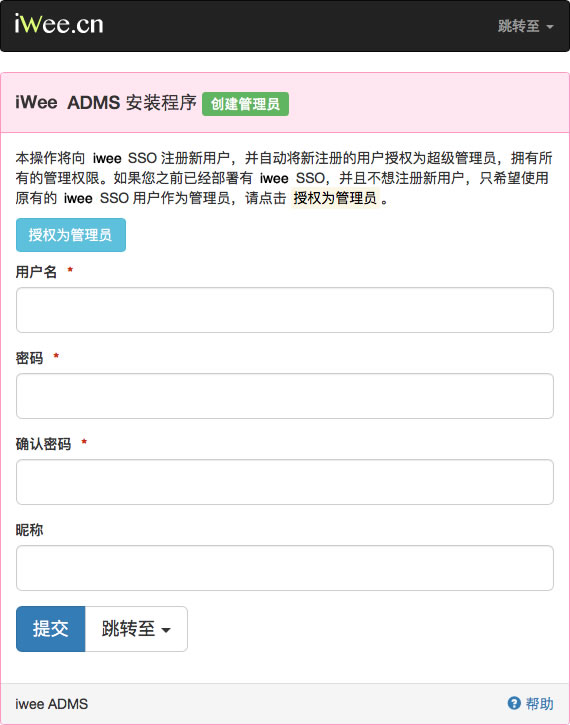 iWee.cn 跳转至
iWee ADMS 安装程序 创建管理员
本操作将向 iwee SSO 注册新用户，并自动将新注册的用户授权为超级管理员，拥有所
有的管理权限。如果您之前已经部署有 iwee SSO，并且不想注册新用户，只希望使用
原有的 iwee SSO 用户作为管理员，请点击 授权为管理员 。
授权为管理员
用户名 *
密码 *
确认密码 *
昵称
提交 跳转至
iwee ADMS ? 帮助